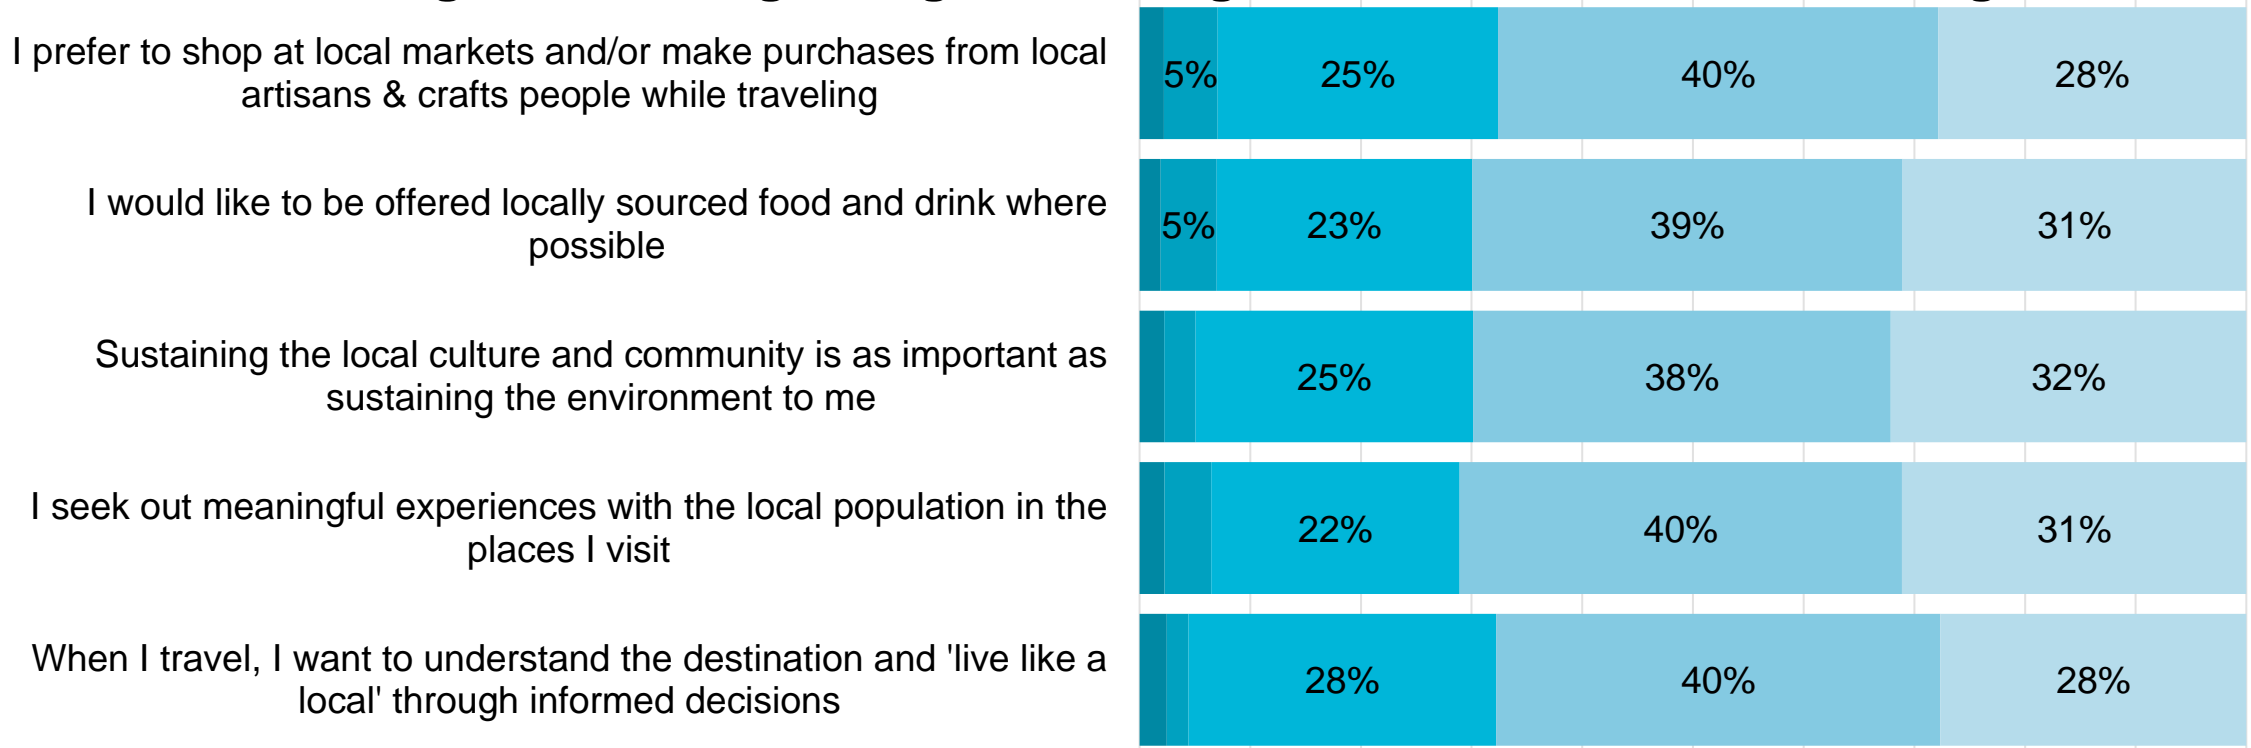 I prefer to shop at local markets and/or make purchases from local
artisans & crafts people while traveling
5% 25% 40% 28%
I would like to be offered locally sourced food and drink where
possible
5% 23% 39% 31%
Sustaining the local culture and community is as important as
sustaining the environment to me
25% 38% 32%
I seek out meaningful experiences with the local population in the
places I visit
22% 40% 31%
When I travel, I want to understand the destination and 'live like a
local' through informed decisions
28% 40% 28%